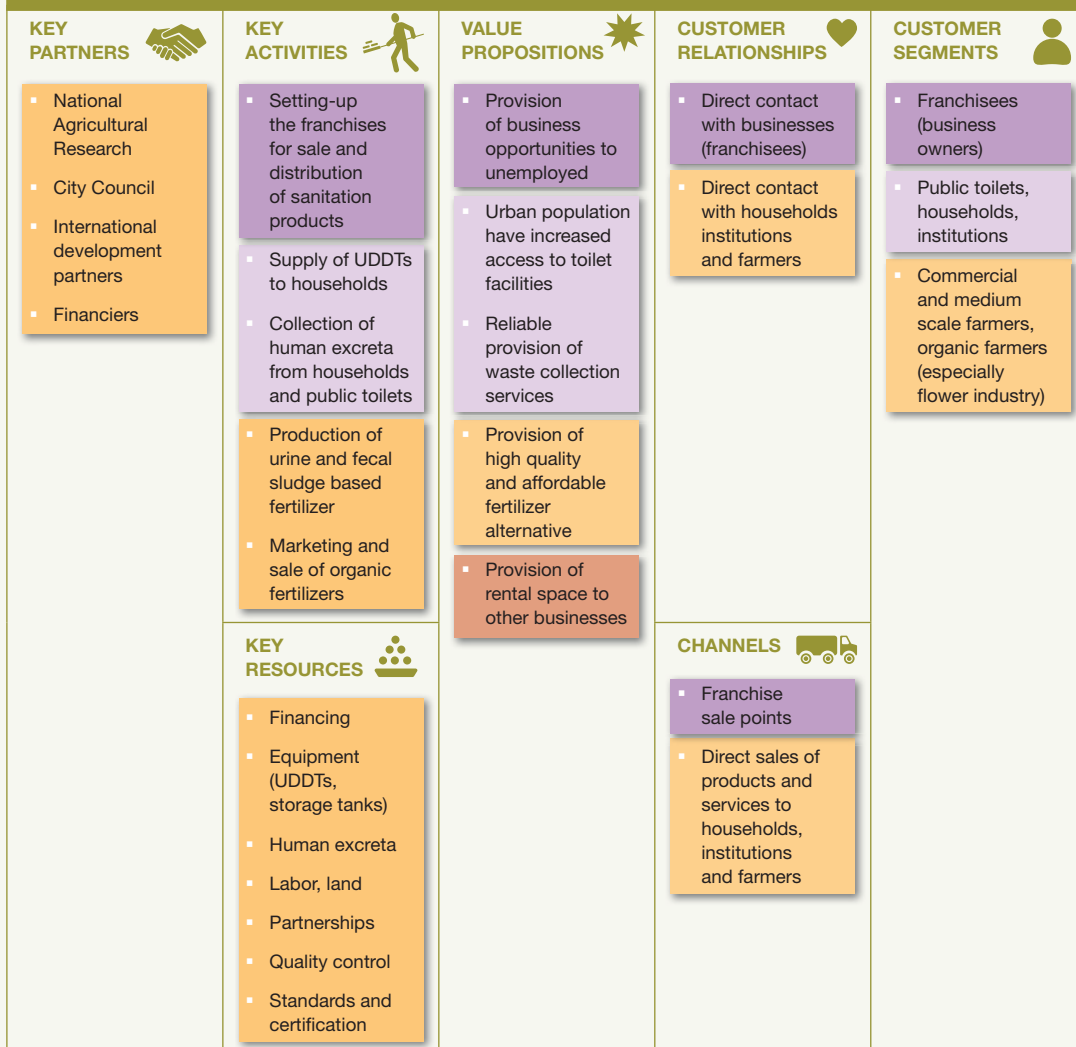 KEY
PARTNERS
National
Agricultural
Research
City Council
International
development
partners
Financiers
KEY
ACTIVITIES
Setting-up
the franchises
for sale and
distribution
of sanitation
products
Supply of UDDTs
to households
Collection of
human excreta
from households
and public toilets
Production of
urine and fecal
sludge based
fertilizer
Marketing and
sale of organic
fertilizers
KEY
RESOURCES
Financing
Equipment
(UDDTs,
storage tanks)
Human excreta
Labor, land
Partnerships
Quality control
Standards and
certification
VALUE
PROPOSITIONS
Provision
of business
opportunities to
unemployed
Urban population
have increased
access to toilet
facilities
Reliable
provision of
waste collection
services
Provision of
high quality
and affordable
fertilizer
alternative
Provision of
rental space to
other businesses
CUSTOMER
RELATIONSHIPS
Direct contact
with businesses
(franchisees)
Direct contact
with households
institutions
and farmers
CHANNELS
Franchise
sale points
Direct sales of
products and
services to
households,
institutions
and farmers
CUSTOMER
SEGMENTS
Franchisees
(business
owners)
Public toilets,
households,
institutions
Commercial
and medium
scale farmers,
organic farmers
(especially
flower industry)